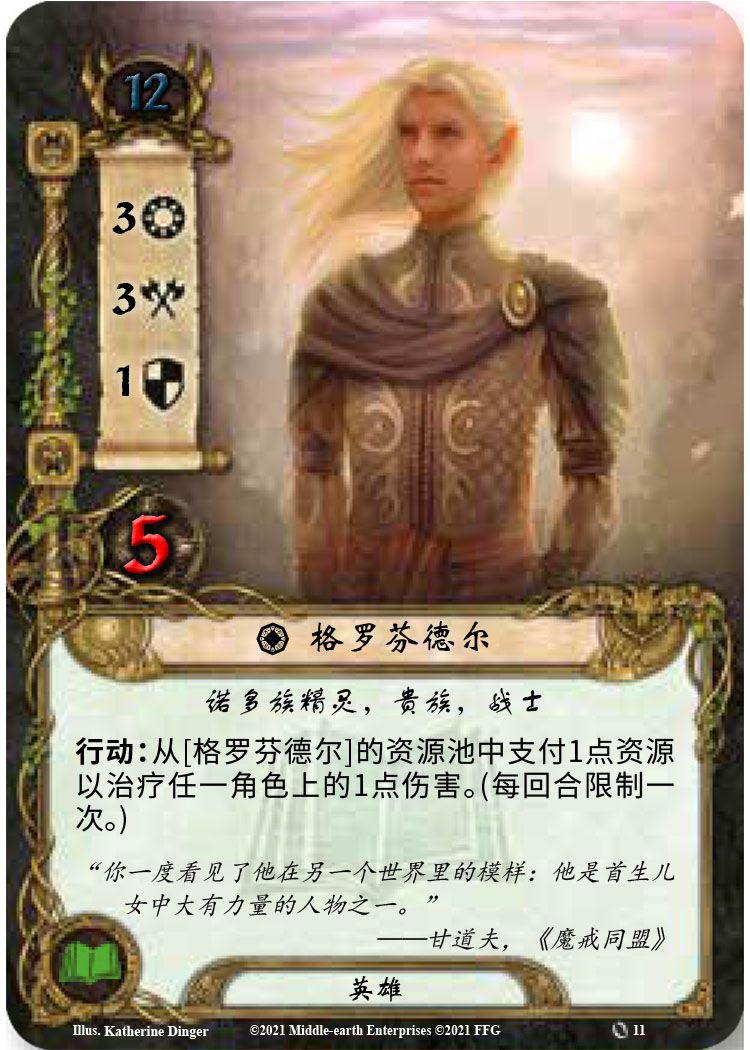 12
3
3
1
5
格罗芬德尔
诺多族精灵，贵族，战士
行动：从[格罗芬德尔]的资源池中支付1点资源
以治疗任一角色上的1点伤害。(每回合限制一
次。)
“你一度看见了他在另一个世界里的模样：他是首生儿
女中大有力量的人物之一。”
——甘道夫，《魔戒同盟》
英雄
Illus. Katherine Dinger ©2021 Middle-earth Enterprises ©2021 FFG 11